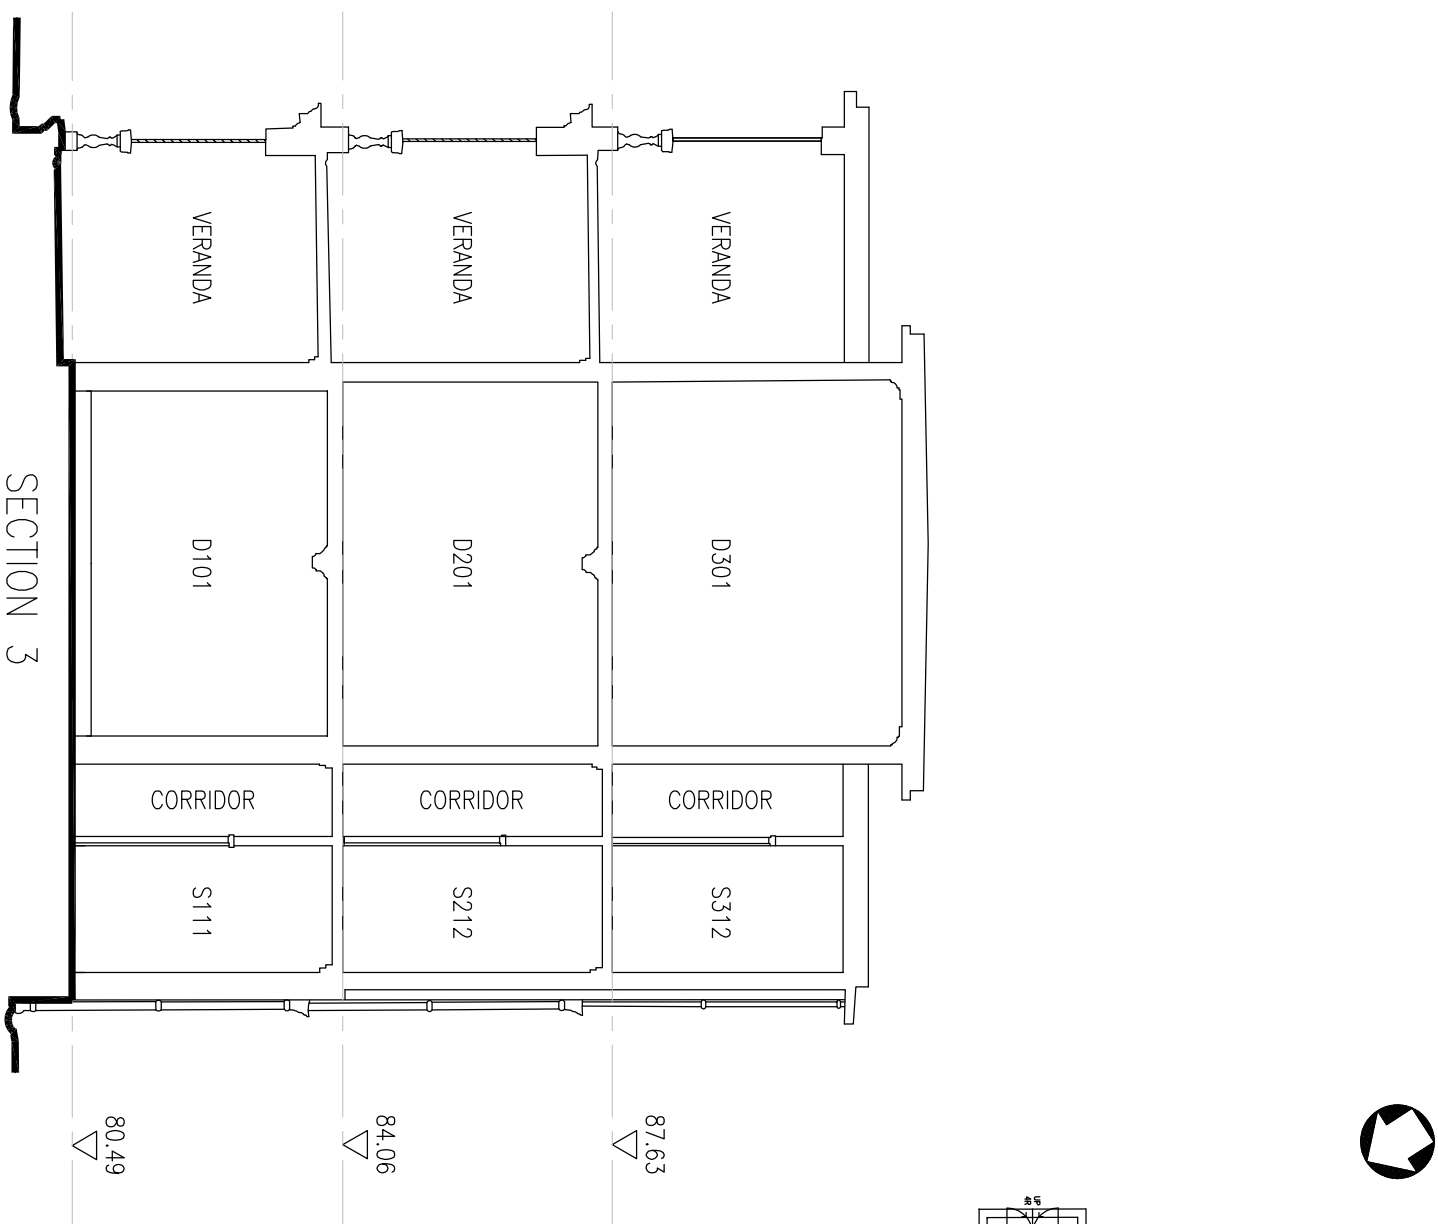 87.63
84.06
80.49
VERANDA
D301
CORRIDOR
S312
VERANDA
D201
CORRIDOR
S212
VERANDA
D101
CORRIDOR
S111
SECTION 3
UP